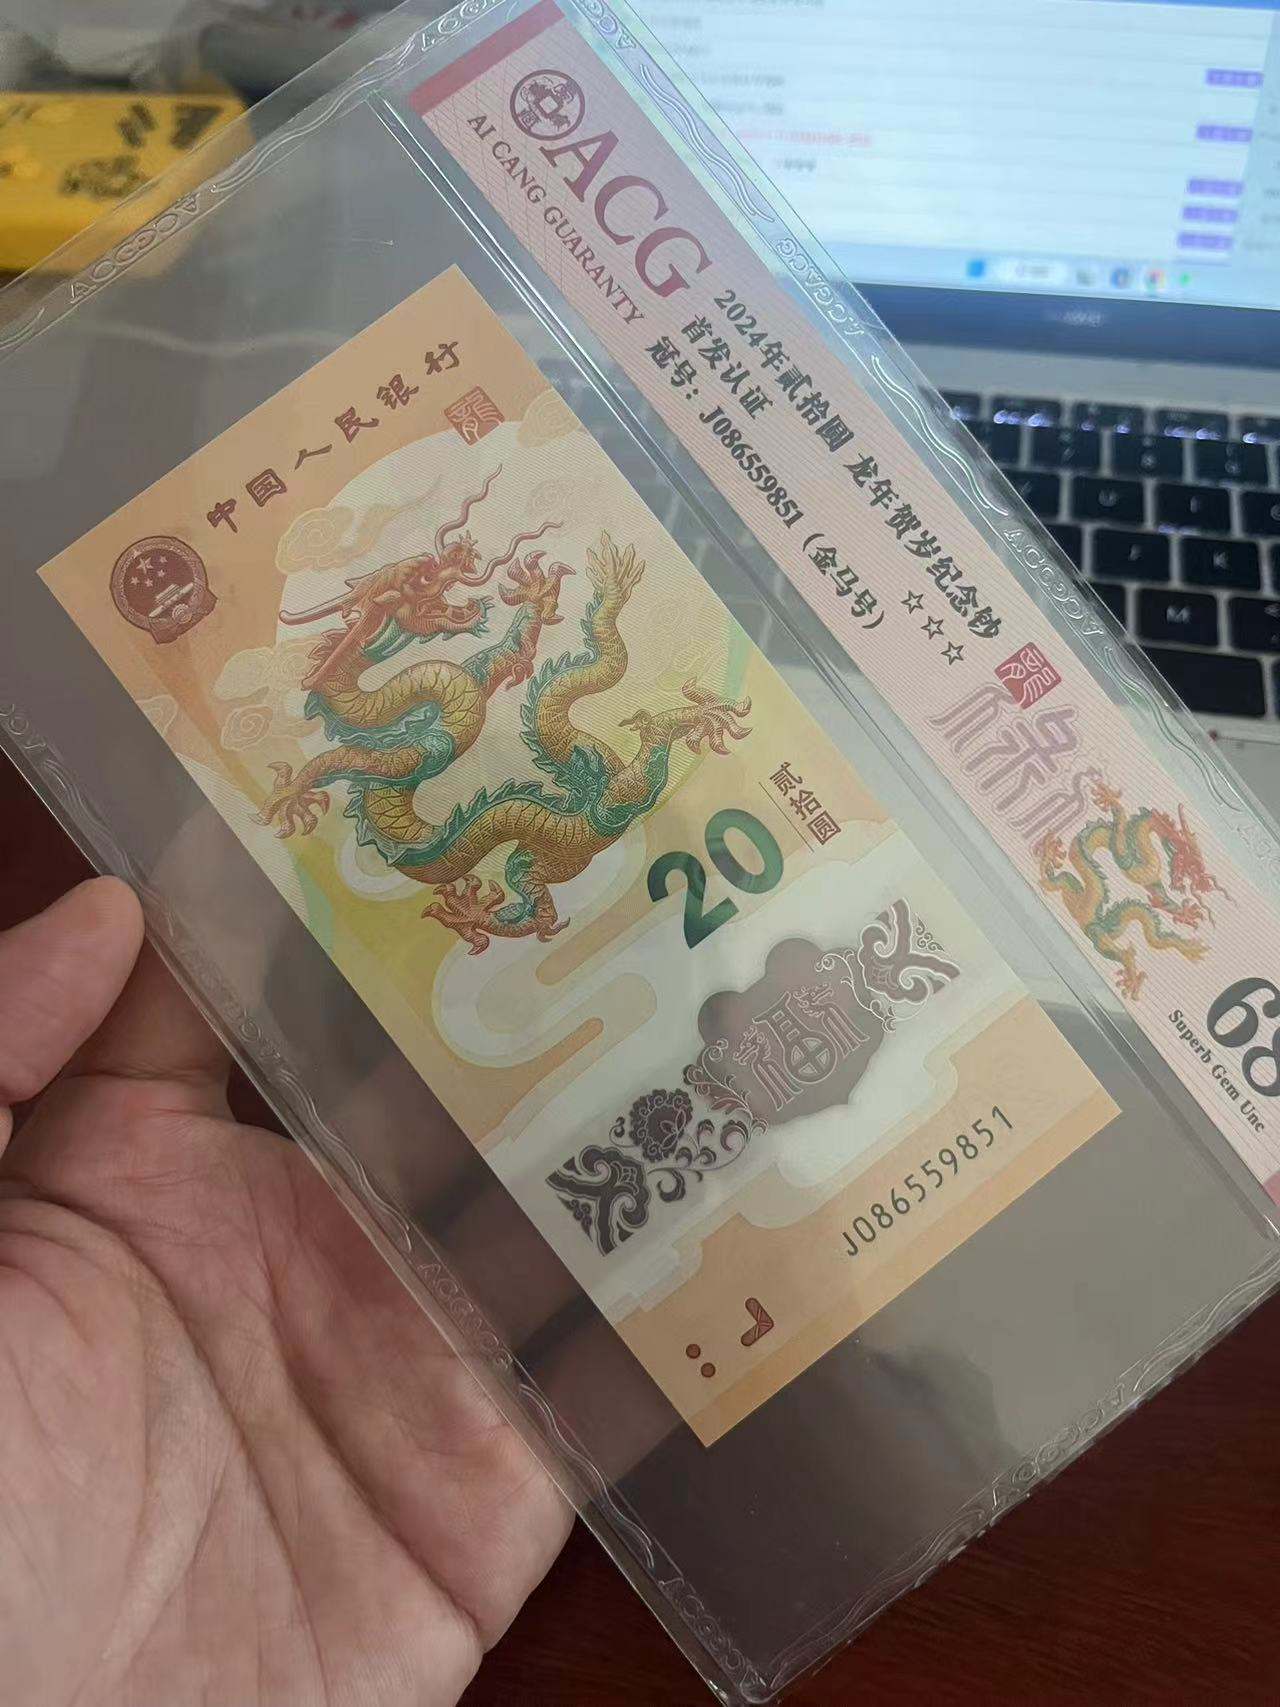 ACG
AI CANG GUARANTY
2024年贰拾圆 龙年贺岁纪念钞
首发认证
冠号：J086559851（金马号）
☆☆☆
禄
68
Superb Gem Unc
中国人民银行
贰拾圆
20
福
J086559851